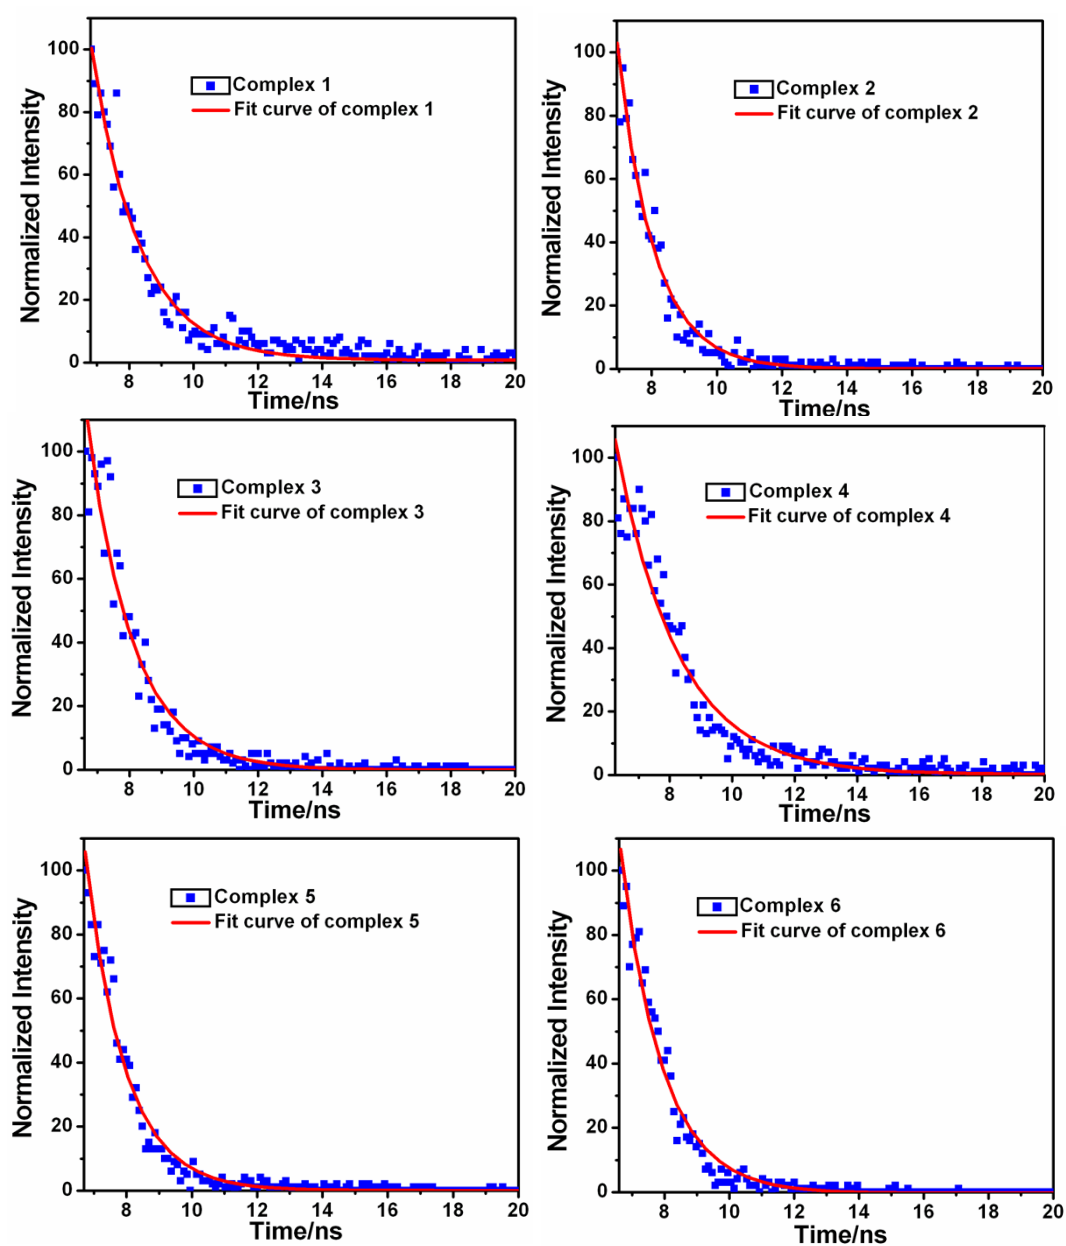 Normalized Intensity
100
80
60
40
20
0
Complex 1
Fit curve of complex 1
8 10 12 14 16 18 20
Time/ns
Normalized Intensity
100
80
60
40
20
0
Complex 2
Fit curve of complex 2
8 10 12 14 16 18 20
Time/ns
Normalized Intensity
100
80
60
40
20
0
Complex 3
Fit curve of complex 3
8 10 12 14 16 18 20
Time/ns
Normalized Intensity
100
80
60
40
20
0
Complex 4
Fit curve of complex 4
8 10 12 14 16 18 20
Time/ns
Normalized Intensity
100
80
60
40
20
0
Complex 5
Fit curve of complex 5
8 10 12 14 16 18 20
Time/ns
Normalized Intensity
100
80
60
40
20
0
Complex 6
Fit curve of complex 6
8 10 12 14 16 18 20
Time/ns